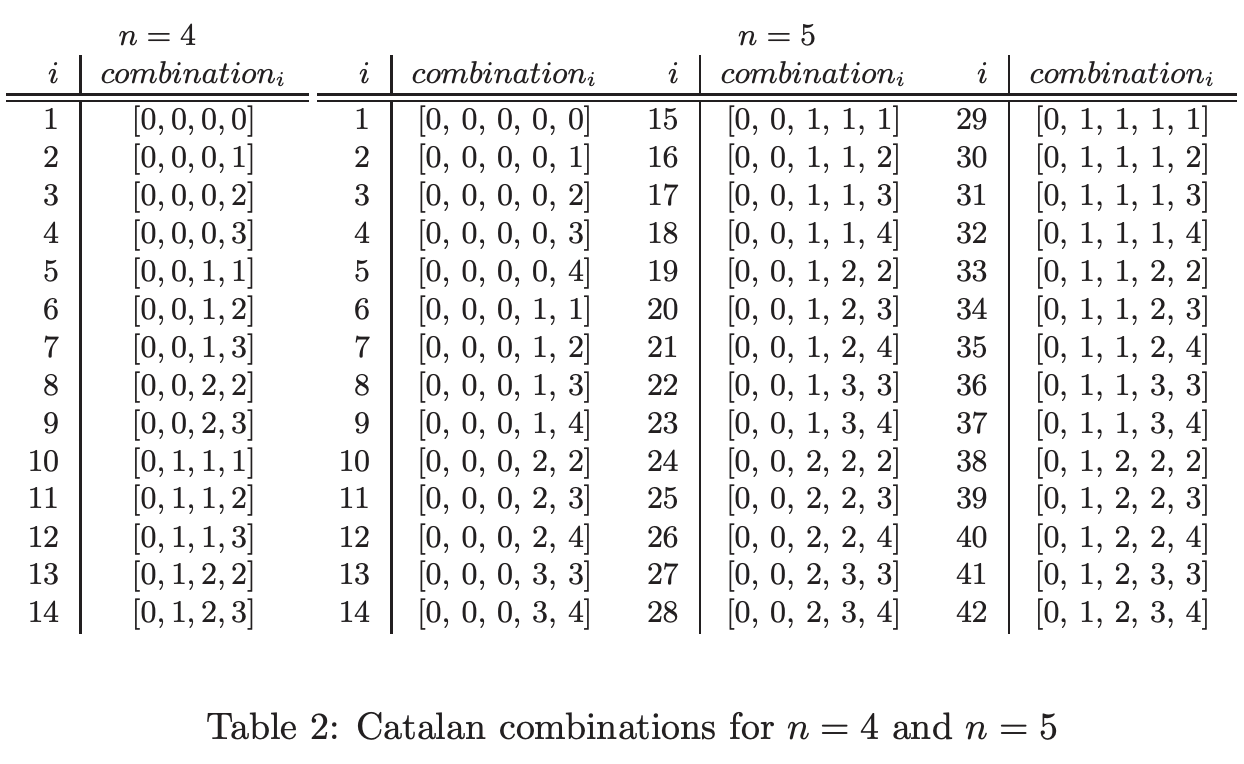 n = 4 n = 5
i combination_i i combination_i i combination_i i combination_i
1 [0, 0, 0, 0] 1 [0, 0, 0, 0, 0] 15 [0, 0, 1, 1, 1] 29 [0, 1, 1, 1, 1]
2 [0, 0, 0, 1] 2 [0, 0, 0, 0, 1] 16 [0, 0, 1, 1, 2] 30 [0, 1, 1, 1, 2]
3 [0, 0, 0, 2] 3 [0, 0, 0, 0, 2] 17 [0, 0, 1, 1, 3] 31 [0, 1, 1, 1, 3]
4 [0, 0, 0, 3] 4 [0, 0, 0, 0, 3] 18 [0, 0, 1, 1, 4] 32 [0, 1, 1, 1, 4]
5 [0, 0, 1, 1] 5 [0, 0, 0, 0, 4] 19 [0, 0, 1, 2, 2] 33 [0, 1, 1, 2, 2]
6 [0, 0, 1, 2] 6 [0, 0, 0, 1, 1] 20 [0, 0, 1, 2, 3] 34 [0, 1, 1, 2, 3]
7 [0, 0, 1, 3] 7 [0, 0, 0, 1, 2] 21 [0, 0, 1, 2, 4] 35 [0, 1, 1, 2, 4]
8 [0, 0, 2, 2] 8 [0, 0, 0, 1, 3] 22 [0, 0, 1, 3, 3] 36 [0, 1, 1, 3, 3]
9 [0, 0, 2, 3] 9 [0, 0, 0, 1, 4] 23 [0, 0, 1, 3, 4] 37 [0, 1, 1, 3, 4]
10 [0, 1, 1, 1] 10 [0, 0, 0, 2, 2] 24 [0, 0, 2, 2, 2] 38 [0, 1, 2, 2, 2]
11 [0, 1, 1, 2] 11 [0, 0, 0, 2, 3] 25 [0, 0, 2, 2, 3] 39 [0, 1, 2, 2, 3]
12 [0, 1, 1, 3] 12 [0, 0, 0, 2, 4] 26 [0, 0, 2, 2, 4] 40 [0, 1, 2, 2, 4]
13 [0, 1, 2, 2] 13 [0, 0, 0, 3, 3] 27 [0, 0, 2, 3, 3] 41 [0, 1, 2, 3, 3]
14 [0, 1, 2, 3] 14 [0, 0, 0, 3, 4] 28 [0, 0, 2, 3, 4] 42 [0, 1, 2, 3, 4]
Table 2: Catalan combinations for n = 4 and n = 5